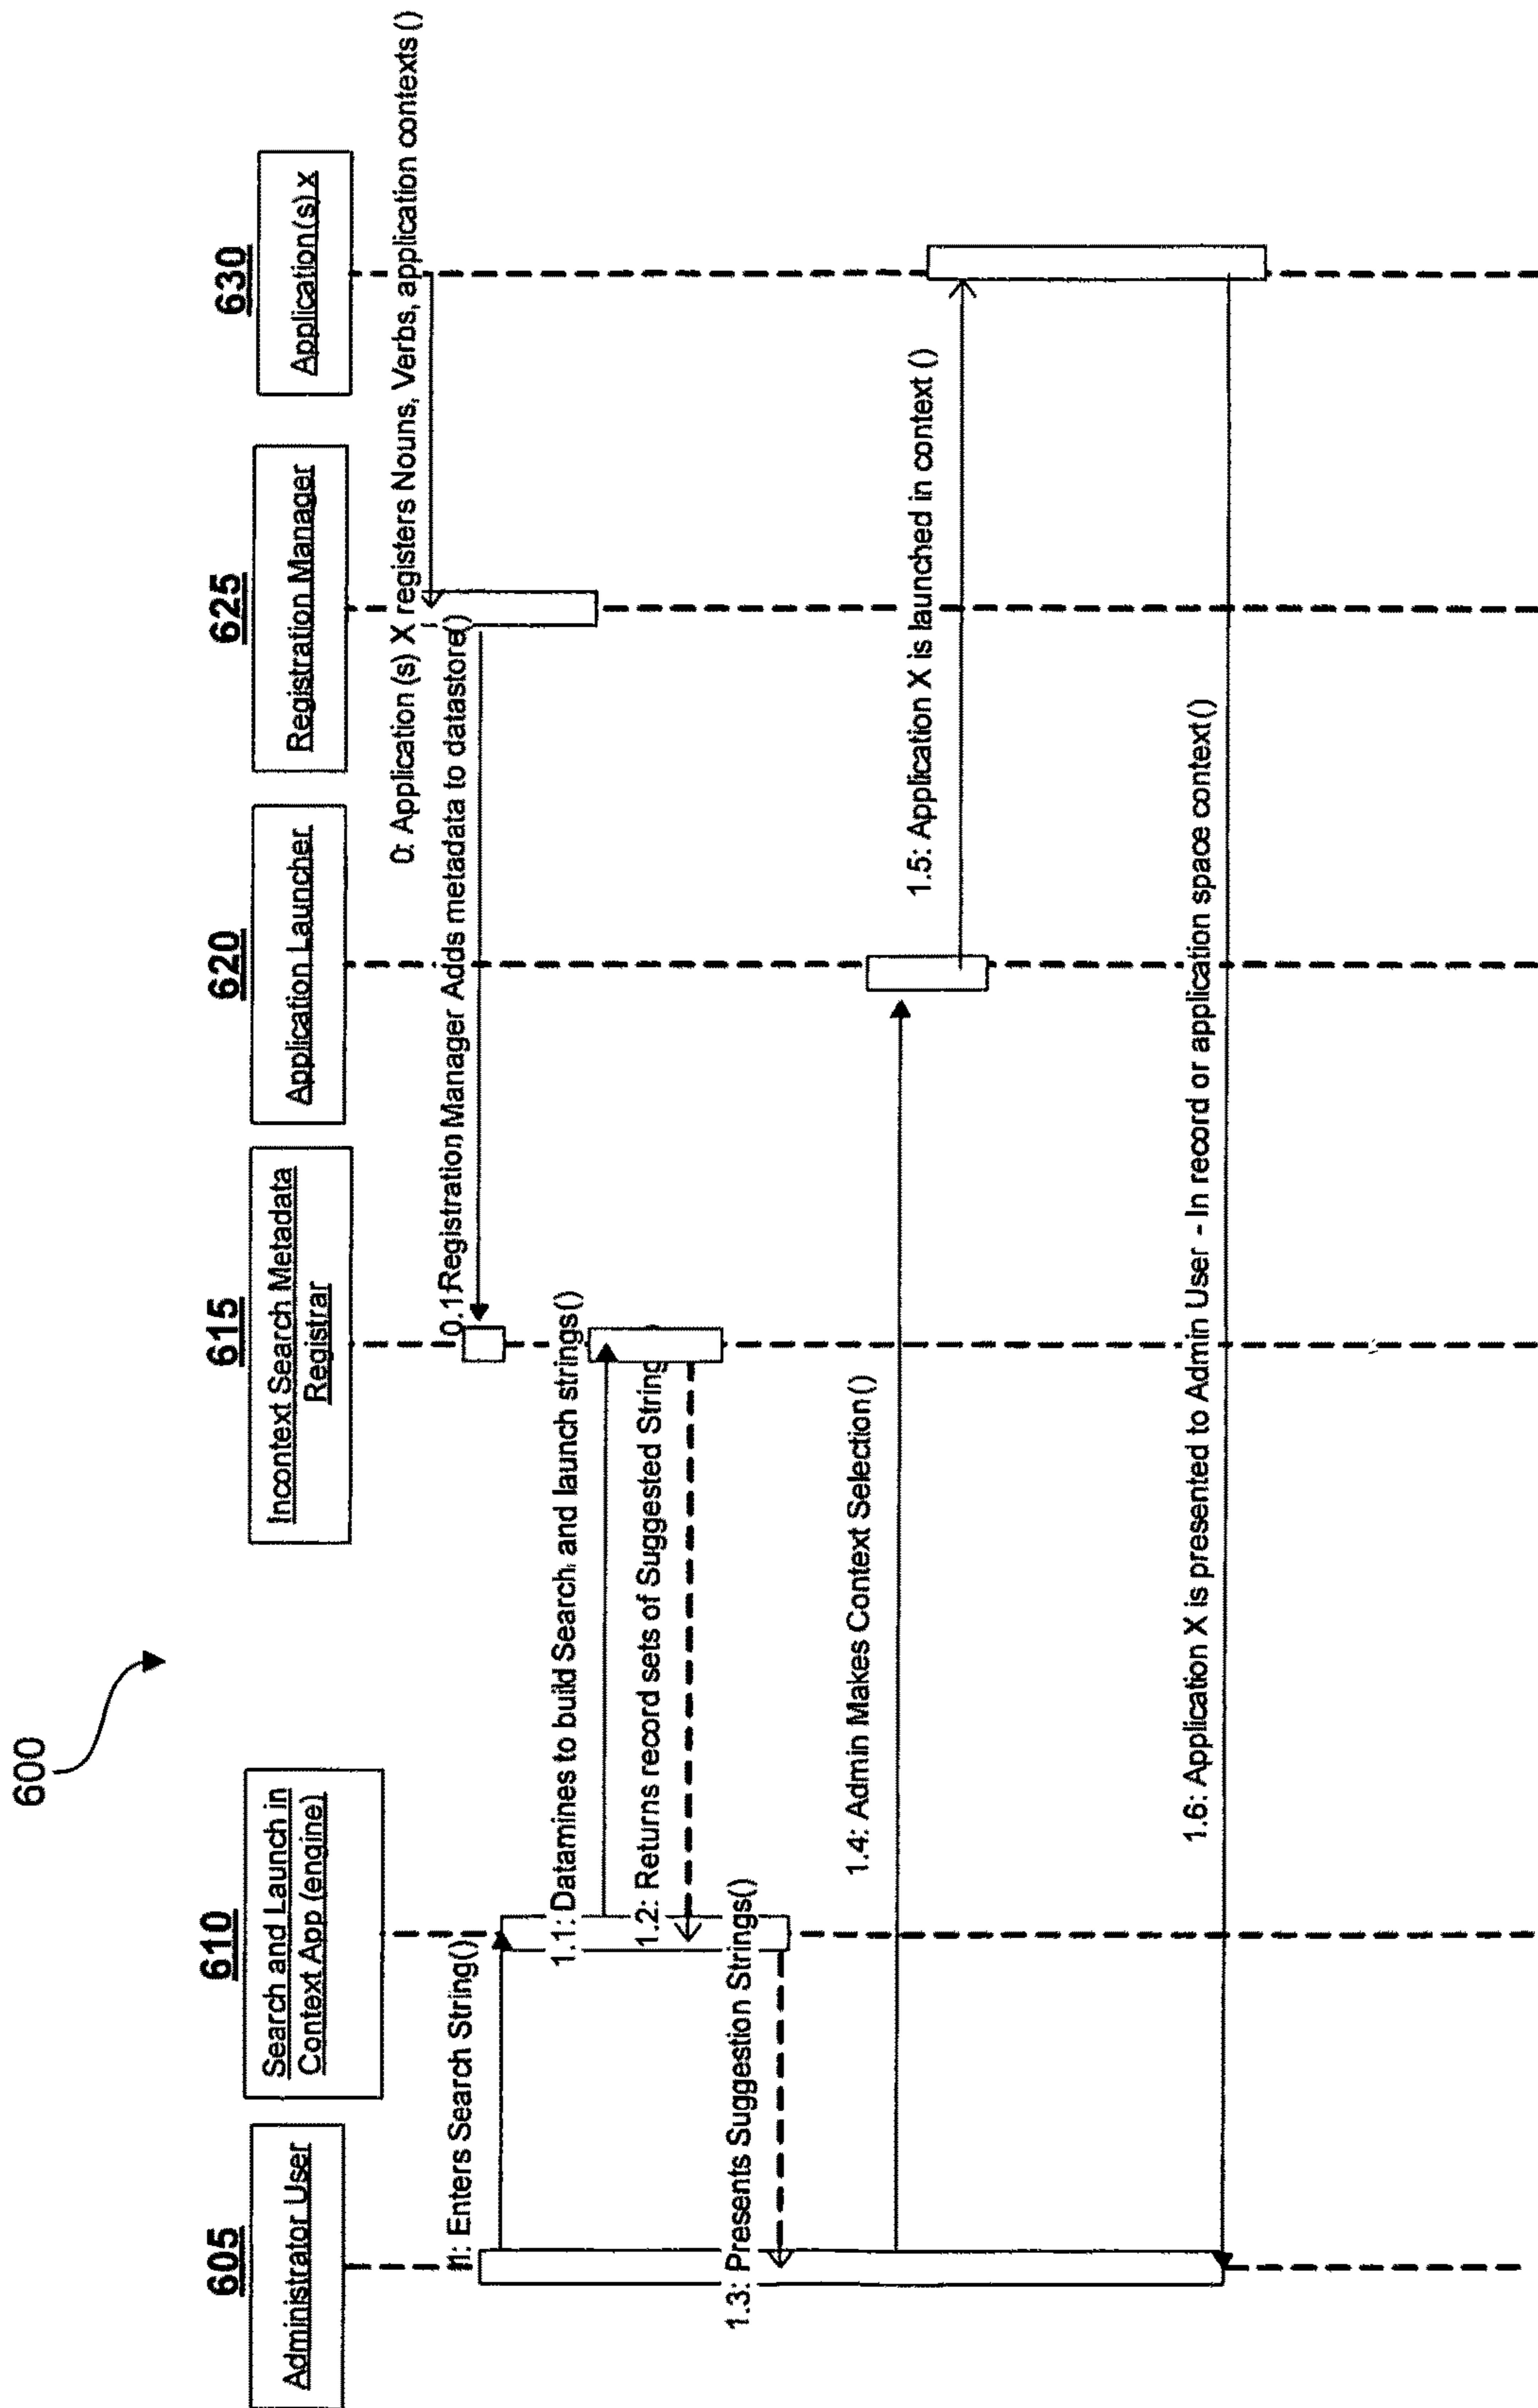 600
605
Administrator User
610
Search and Launch in
Context App (engine)
615
Incontext Search Metadata
Registrar
620
Application Launcher
625
Registration Manager
630
Application(s) x
0: Application (s) X registers Nouns, Verbs, application contexts ()
0.1:Registration Manager Adds metadata to datastore()
1: Enters Search String()
1.1: Datamines to build Search, and launch strings()
1.2: Returns record sets of Suggested String
1.3: Presents Suggestion Strings()
1.4: Admin Makes Context Selection()
1.5: Application X is launched in context ()
1.6: Application X is presented to Admin User - In record or application space context()